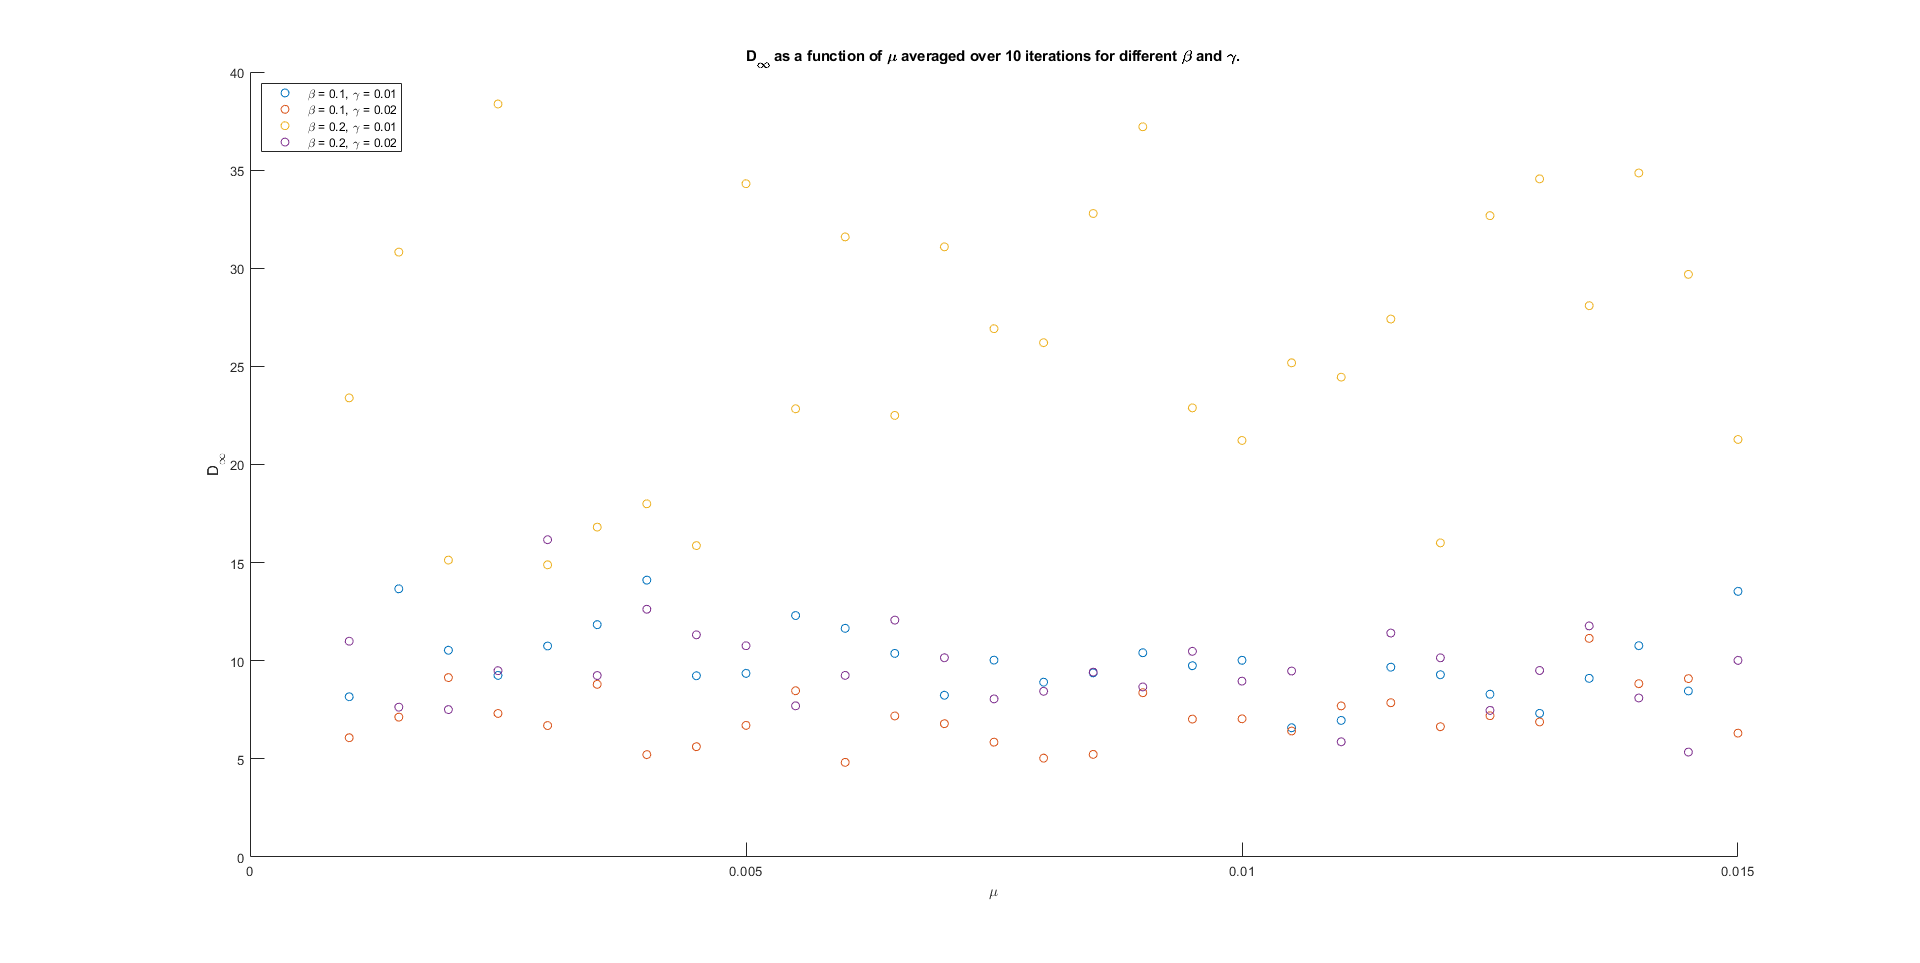 D∞ as a function of μ averaged over 10 iterations for different β and γ.
β = 0.1, γ = 0.01
β = 0.1, γ = 0.02
β = 0.2, γ = 0.01
β = 0.2, γ = 0.02
40
35
30
25
20
15
10
5
0
D∞
0
0.005
0.01
0.015
μ